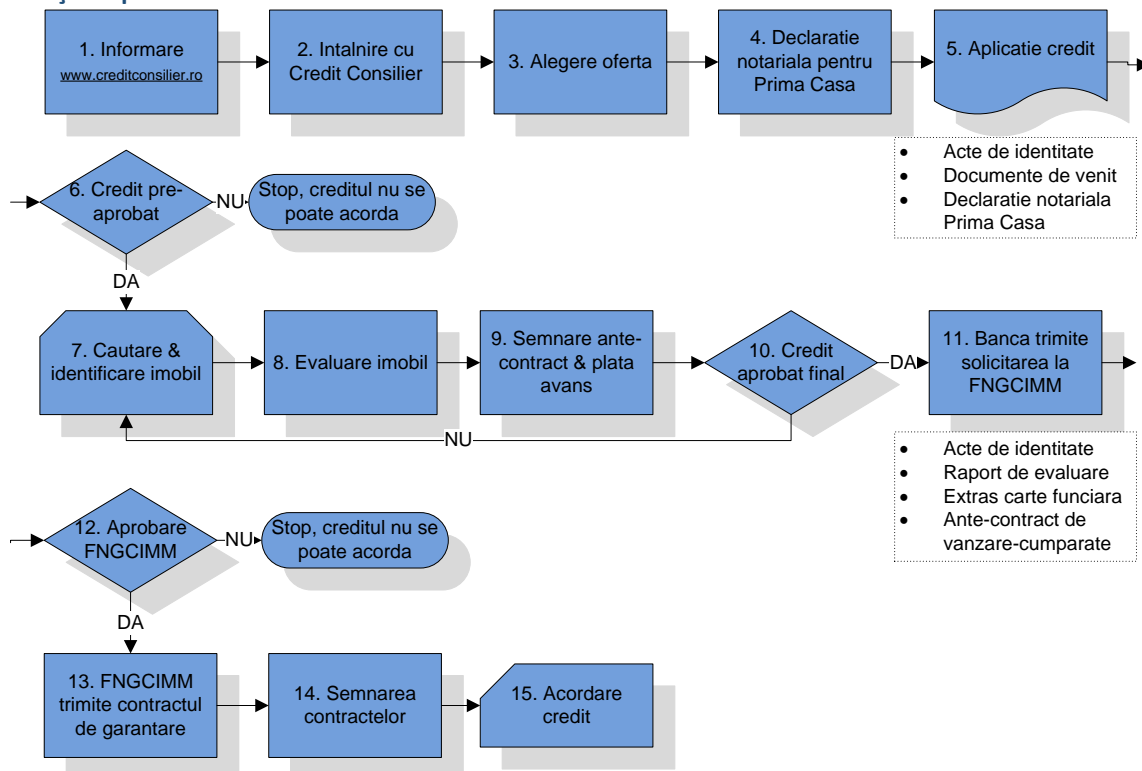 1. Informare
www.creditconsilier.ro
2. Intalnire cu
Credit Consilier
3. Alegere oferta
4. Declaratie
notariala pentru
Prima Casa
5. Aplicatie credit
• Acte de identitate
• Documente de venit
• Declaratie notariala
Prima Casa
6. Credit pre-
aprobat
NU
Stop, creditul nu se
poate acorda
DA
7. Cautare &
identificare imobil
8. Evaluare imobil
9. Semnare ante-
contract & plata
avans
10. Credit
aprobat final
DA
11. Banca trimite
solicitarea la
FNGCIMM
NU
• Acte de identitate
• Raport de evaluare
• Extras carte funciara
• Ante-contract de
vanzare-cumparate
12. Aprobare
FNGCIMM
NU
Stop, creditul nu se
poate acorda
DA
13. FNGCIMM
trimite contractul
de garantare
14. Semnarea
contractelor
15. Acordare
credit